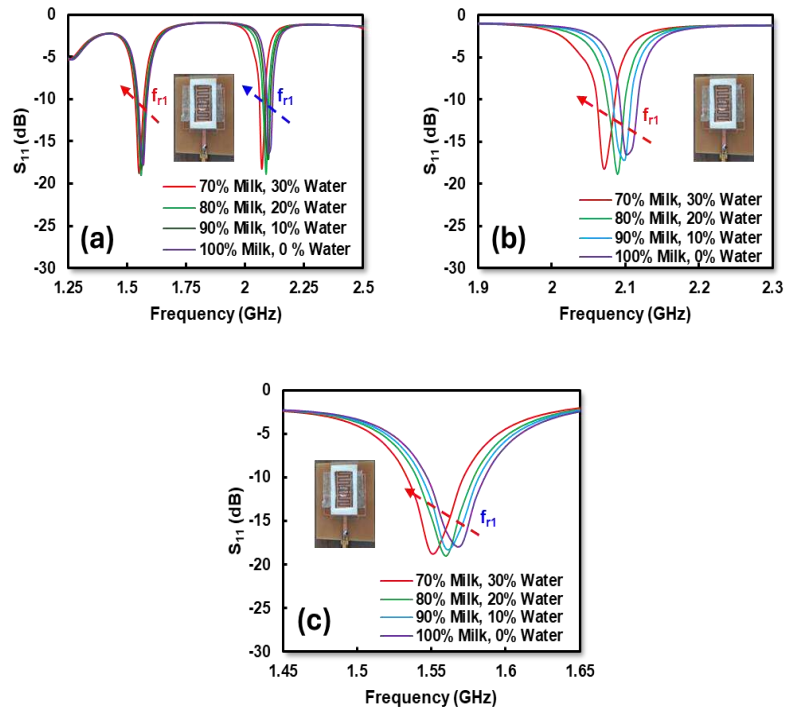 0
-5
-10
-15
-20
-25
-30
S11 (dB)
fr1
fr1
70% Milk, 30% Water
80% Milk, 20% Water
90% Milk, 10% Water
100% Milk, 0 % Water
(a)
1.25 1.5 1.75 2 2.25 2.5
Frequency (GHz)
0
-5
-10
-15
-20
-25
-30
S11 (dB)
fr1
70% Milk, 30% Water
80% Milk, 20% Water
90% Milk, 10% Water
100% Milk, 0% Water
(b)
1.9 2 2.1 2.2 2.3
Frequency (GHz)
0
-5
-10
-15
-20
-25
-30
S11 (dB)
fr1
70% Milk, 30% Water
80% Milk, 20% Water
90% Milk, 10% Water
100% Milk, 0% Water
(c)
1.45 1.5 1.55 1.6 1.65
Frequency (GHz)